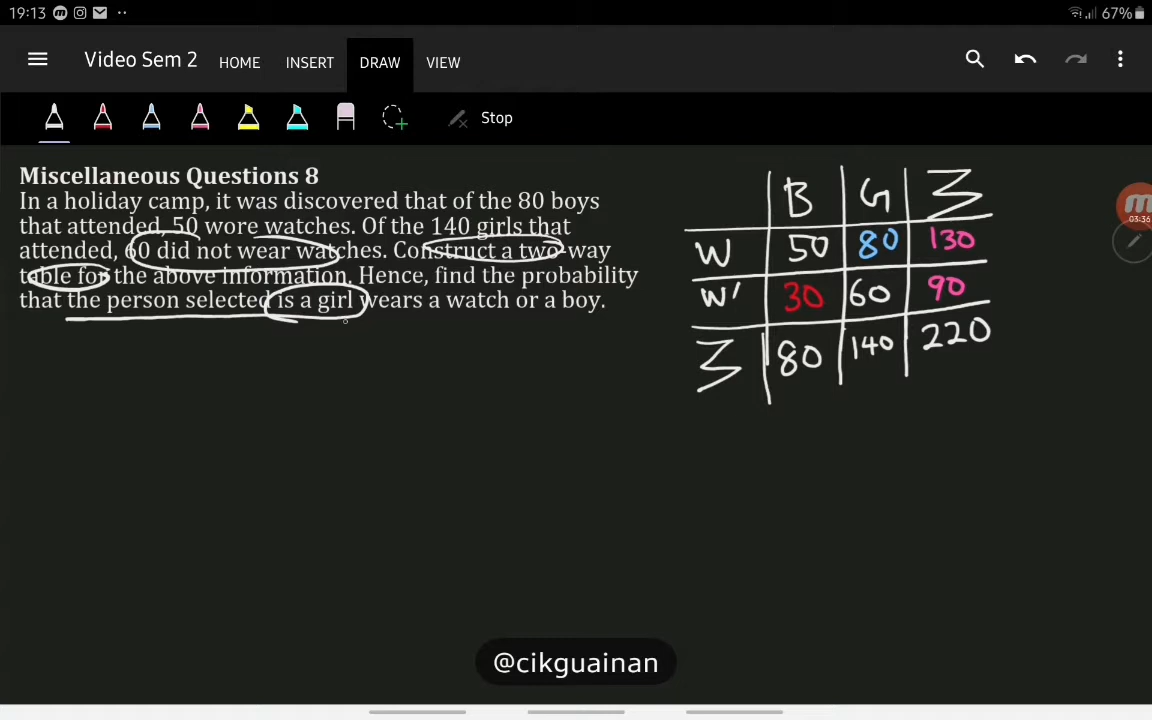 19:13
67%
Video Sem 2 HOME INSERT DRAW VIEW
Stop
Miscellaneous Questions 8
In a holiday camp, it was discovered that of the 80 boys
that attended, 50 wore watches. Of the 140 girls that
attended, 60 did not wear watches. Construct a two-way
table for the above information. Hence, find the probability
that the person selected is a girl wears a watch or a boy.
B G Σ
W 50 80 130
W' 30 60 90
Σ 80 140 220
03:36
@cikguainan